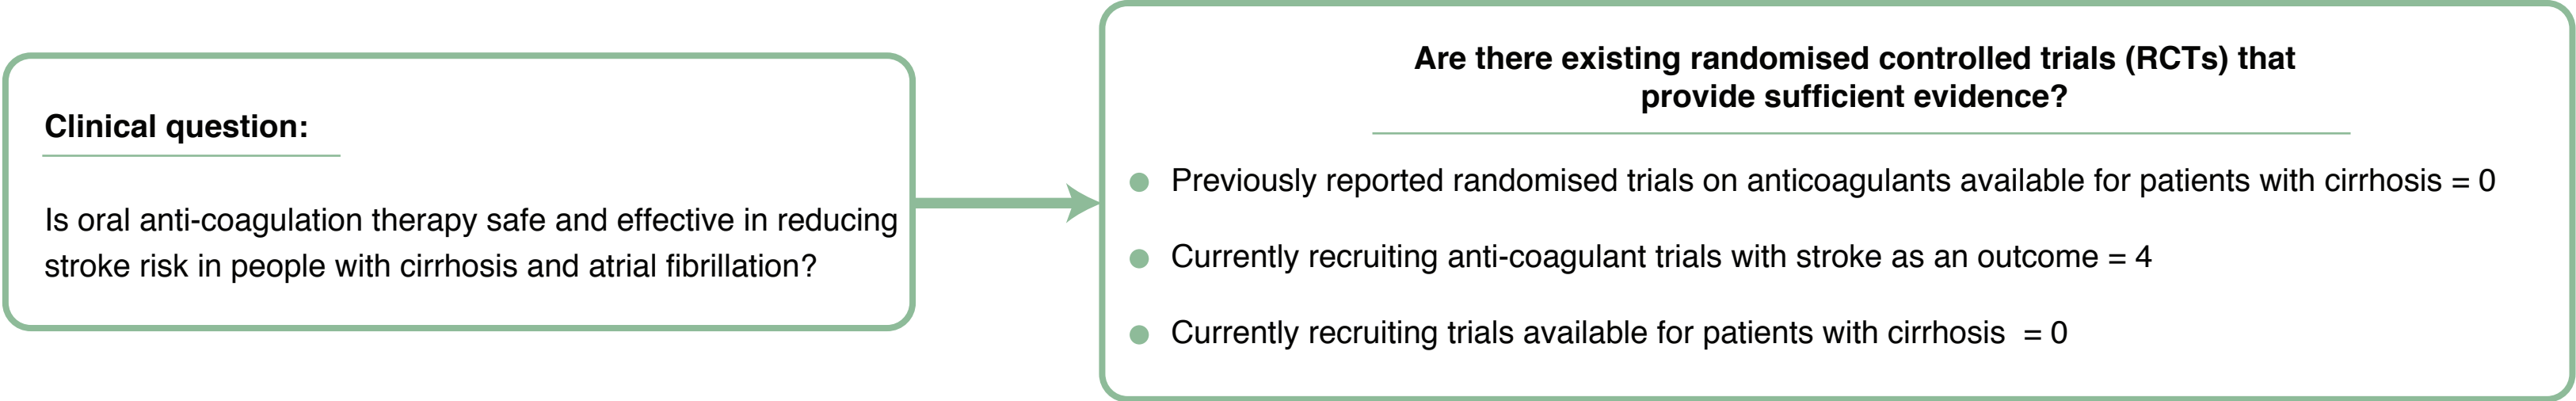 Clinical question:
Is oral anti-coagulation therapy safe and effective in reducing
stroke risk in people with cirrhosis and atrial fibrillation?
Are there existing randomised controlled trials (RCTs) that
provide sufficient evidence?
Previously reported randomised trials on anticoagulants available for patients with cirrhosis = 0
Currently recruiting anti-coagulant trials with stroke as an outcome = 4
Currently recruiting trials available for patients with cirrhosis  = 0